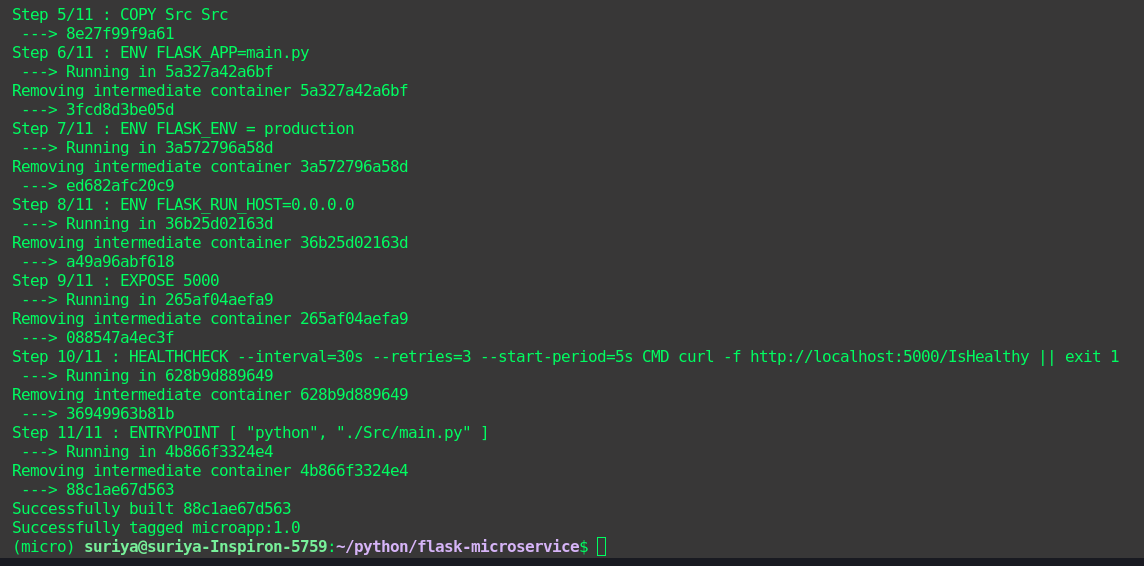 Step 5/11 : COPY Src Src
 ---> 8e27f99f9a61
Step 6/11 : ENV FLASK_APP=main.py
 ---> Running in 5a327a42a6bf
Removing intermediate container 5a327a42a6bf
 ---> 3fcd8d3be05d
Step 7/11 : ENV FLASK_ENV = production
 ---> Running in 3a572796a58d
Removing intermediate container 3a572796a58d
 ---> ed682afc20c9
Step 8/11 : ENV FLASK_RUN_HOST=0.0.0.0
 ---> Running in 36b25d02163d
Removing intermediate container 36b25d02163d
 ---> a49a96abf618
Step 9/11 : EXPOSE 5000
 ---> Running in 265af04aefa9
Removing intermediate container 265af04aefa9
 ---> 088547a4ec3f
Step 10/11 : HEALTHCHECK --interval=30s --retries=3 --start-period=5s CMD curl -f http://localhost:5000/IsHealthy || exit 1
 ---> Running in 628b9d889649
Removing intermediate container 628b9d889649
 ---> 36949963b81b
Step 11/11 : ENTRYPOINT [ "python", "./Src/main.py" ]
 ---> Running in 4b866f3324e4
Removing intermediate container 4b866f3324e4
 ---> 88c1ae67d563
Successfully built 88c1ae67d563
Successfully tagged microapp:1.0
(micro) suriya@suriya-Inspiron-5759:~/python/flask-microservice$